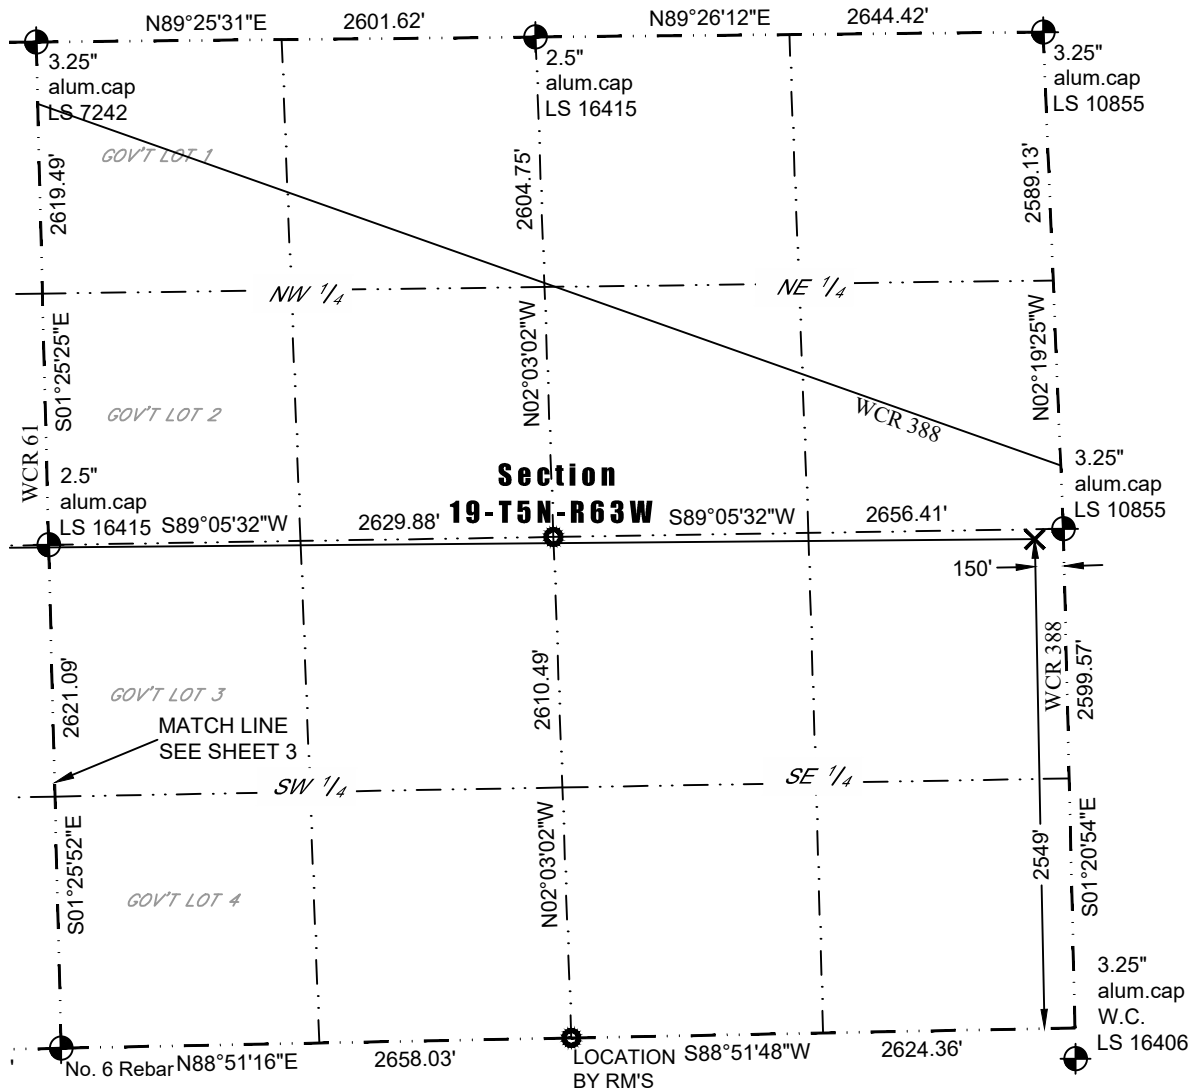 N89°25'31"E
2601.62'
N89°26'12"E
2644.42'
3.25"
alum.cap
LS 7242
2.5"
alum.cap
LS 16415
3.25"
alum.cap
LS 10855
GOV'T LOT 1
2619.49'
2604.75'
2589.13'
NW 1/4
NE 1/4
S01°25'25"E
N02°03'02"W
N02°19'25"W
GOV'T LOT 2
WCR 388
WCR 61
2.5"
alum.cap
LS 16415
Section
19-T5N-R63W
3.25"
alum.cap
LS 10855
S89°05'32"W
2629.88'
S89°05'32"W
2656.41'
150'
2621.09'
GOV'T LOT 3
2610.49'
WCR 388
2599.57'
MATCH LINE
SEE SHEET 3
SW 1/4
SE 1/4
S01°25'52"E
N02°03'02"W
2549'
S01°20'54"E
GOV'T LOT 4
3.25"
alum.cap
W.C.
LS 16406
'
No. 6 Rebar
N88°51'16"E
2658.03'
LOCATION
BY RM'S
S88°51'48"W
2624.36'